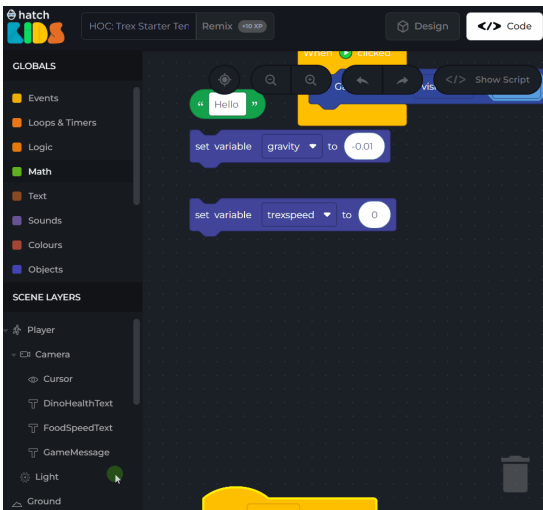 hatch
KIDS
HOC: Trex Starter Ten
Remix
+10 XP
Design
</> Code
GLOBALS
When clicked
Events
</> Show Script
“ Hello ”
Loops & Timers
Logic
set variable gravity to -0.01
Math
Text
set variable trexspeed to 0
Sounds
Colours
Objects
SCENE LAYERS
Player
Camera
Cursor
DinoHealthText
FoodSpeedText
GameMessage
Light
Ground